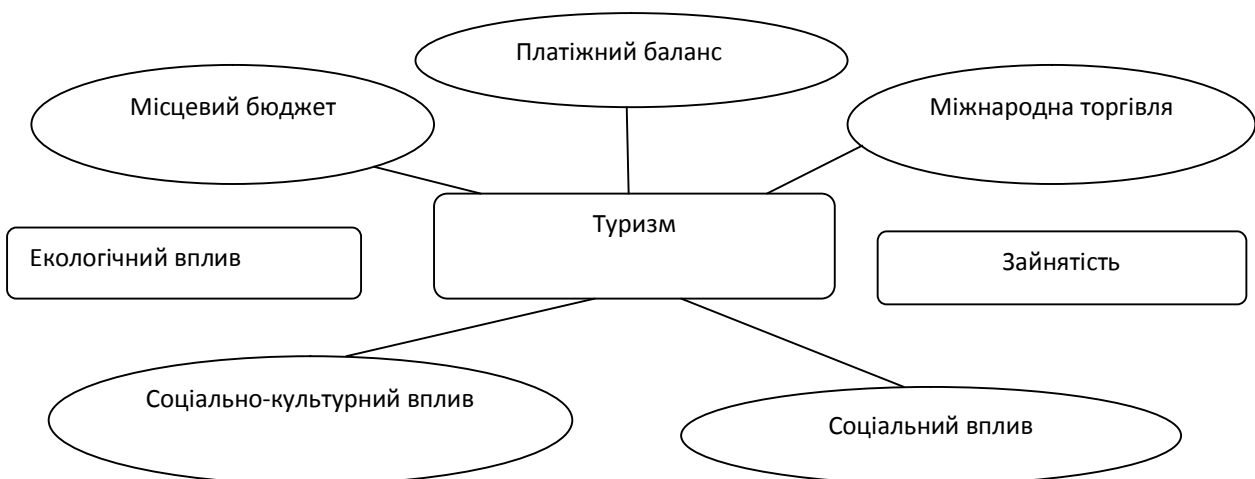 Платіжний баланс
Місцевий бюджет
Міжнародна торгівля
Туризм
Екологічний вплив
Зайнятість
Соціально-культурний вплив
Соціальний вплив